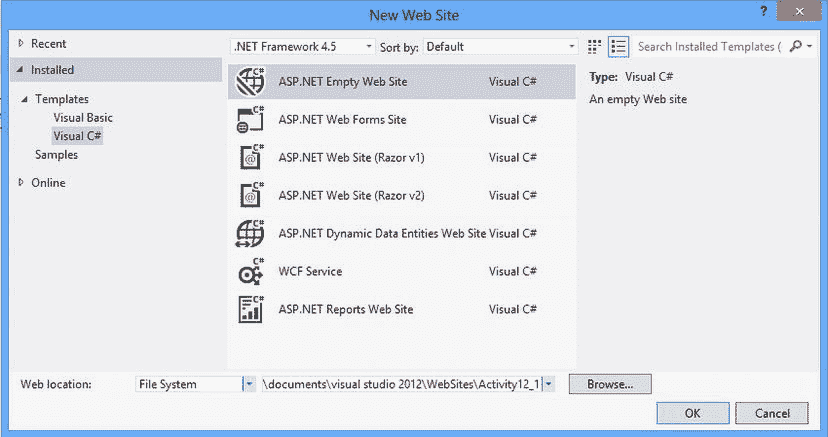 New Web Site
? x
Recent
.NET Framework 4.5 Sort by: Default Search Installed Templates (
Installed
Templates
Visual Basic
Visual C#
Samples
Online
ASP.NET Empty Web Site Visual C#
ASP.NET Web Forms Site Visual C#
ASP.NET Web Site (Razor v1) Visual C#
ASP.NET Web Site (Razor v2) Visual C#
ASP.NET Dynamic Data Entities Web Site Visual C#
WCF Service Visual C#
ASP.NET Reports Web Site Visual C#
Type: Visual C#
An empty Web site
Web location: File System \documents\visual studio 2012\WebSites\Activity12_1 Browse...
OK Cancel